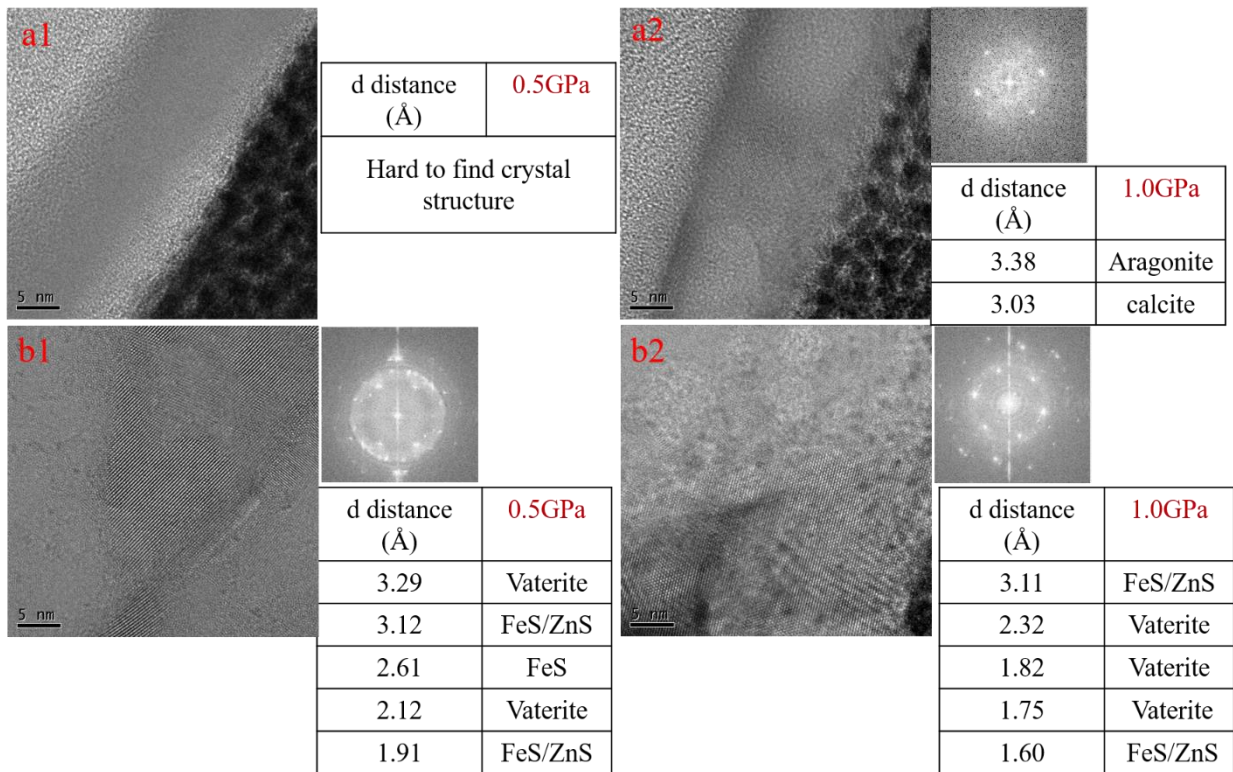 a1
d distance
(Å)
0.5GPa
Hard to find crystal
structure
5 nm
a2
d distance
(Å)
1.0GPa
3.38
Aragonite
3.03
calcite
5 nm
b1
d distance
(Å)
0.5GPa
3.29
Vaterite
3.12
FeS/ZnS
2.61
FeS
2.12
Vaterite
1.91
FeS/ZnS
5 nm
b2
d distance
(Å)
1.0GPa
3.11
FeS/ZnS
2.32
Vaterite
1.82
Vaterite
1.75
Vaterite
1.60
FeS/ZnS
5 nm